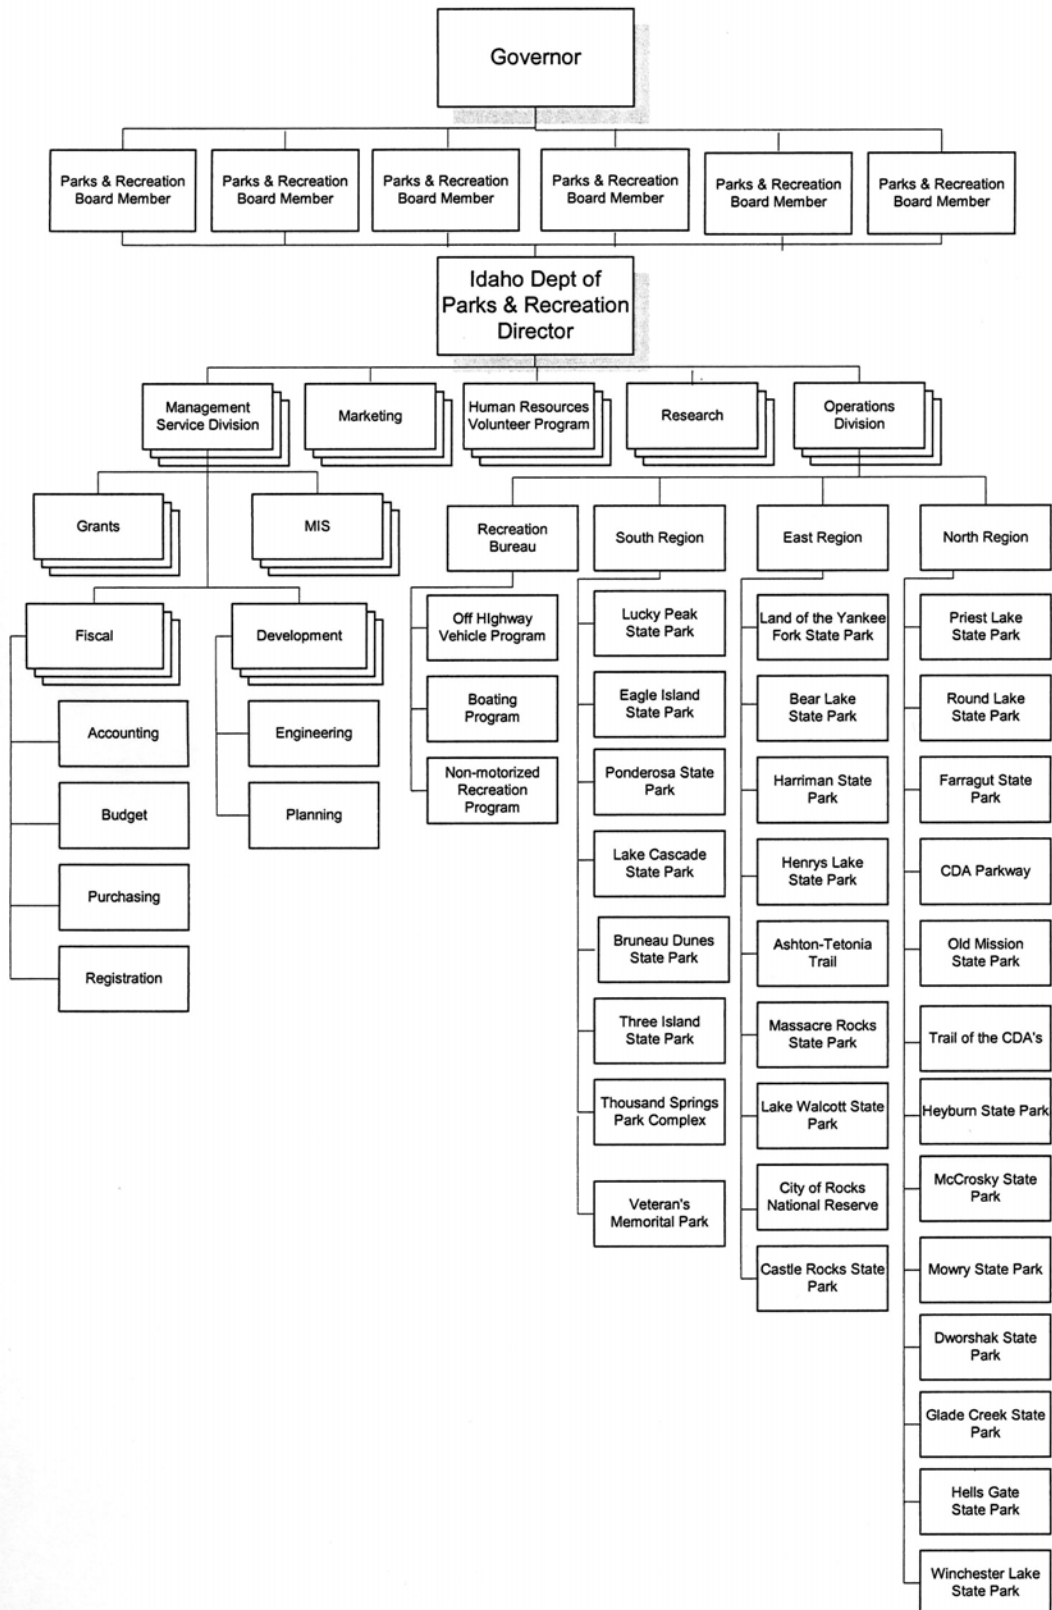 Governor
Parks & Recreation
Board Member
Parks & Recreation
Board Member
Parks & Recreation
Board Member
Parks & Recreation
Board Member
Parks & Recreation
Board Member
Parks & Recreation
Board Member
Idaho Dept of
Parks & Recreation
Director
Management
Service Division
Marketing
Human Resources
Volunteer Program
Research
Operations
Division
Grants
MIS
Fiscal
Development
Accounting
Budget
Purchasing
Registration
Engineering
Planning
Recreation
Bureau
Off HIghway
Vehicle Program
Boating
Program
Non-motorized
Recreation
Program
South Region
Lucky Peak
State Park
Eagle Island
State Park
Ponderosa State
Park
Lake Cascade
State Park
Bruneau Dunes
State Park
Three Island
State Park
Thousand Springs
Park Complex
Veteran's
Memorital Park
East Region
Land of the Yankee
Fork State Park
Bear Lake
State Park
Harriman State
Park
Henrys Lake
State Park
Ashton-Tetonia
Trail
Massacre Rocks
State Park
Lake Walcott State
Park
City of Rocks
National Reserve
Castle Rocks State
Park
North Region
Priest Lake
State Park
Round Lake
State Park
Farragut State
Park
CDA Parkway
Old Mission
State Park
Trail of the CDA's
Heyburn State Park
McCrosky State
Park
Mowry State Park
Dworshak State
Park
Glade Creek State
Park
Hells Gate
State Park
Winchester Lake
State Park